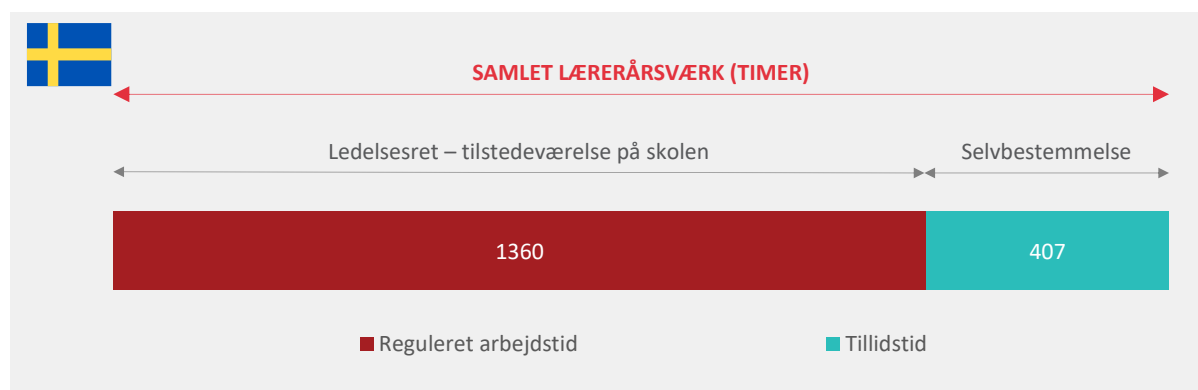 SAMLET LÆRERÅRSVÆRK (TIMER)
Ledelsesret – tilstedeværelse på skolen
Selvbestemmelse
1360
407
Reguleret arbejdstid
Tillidstid